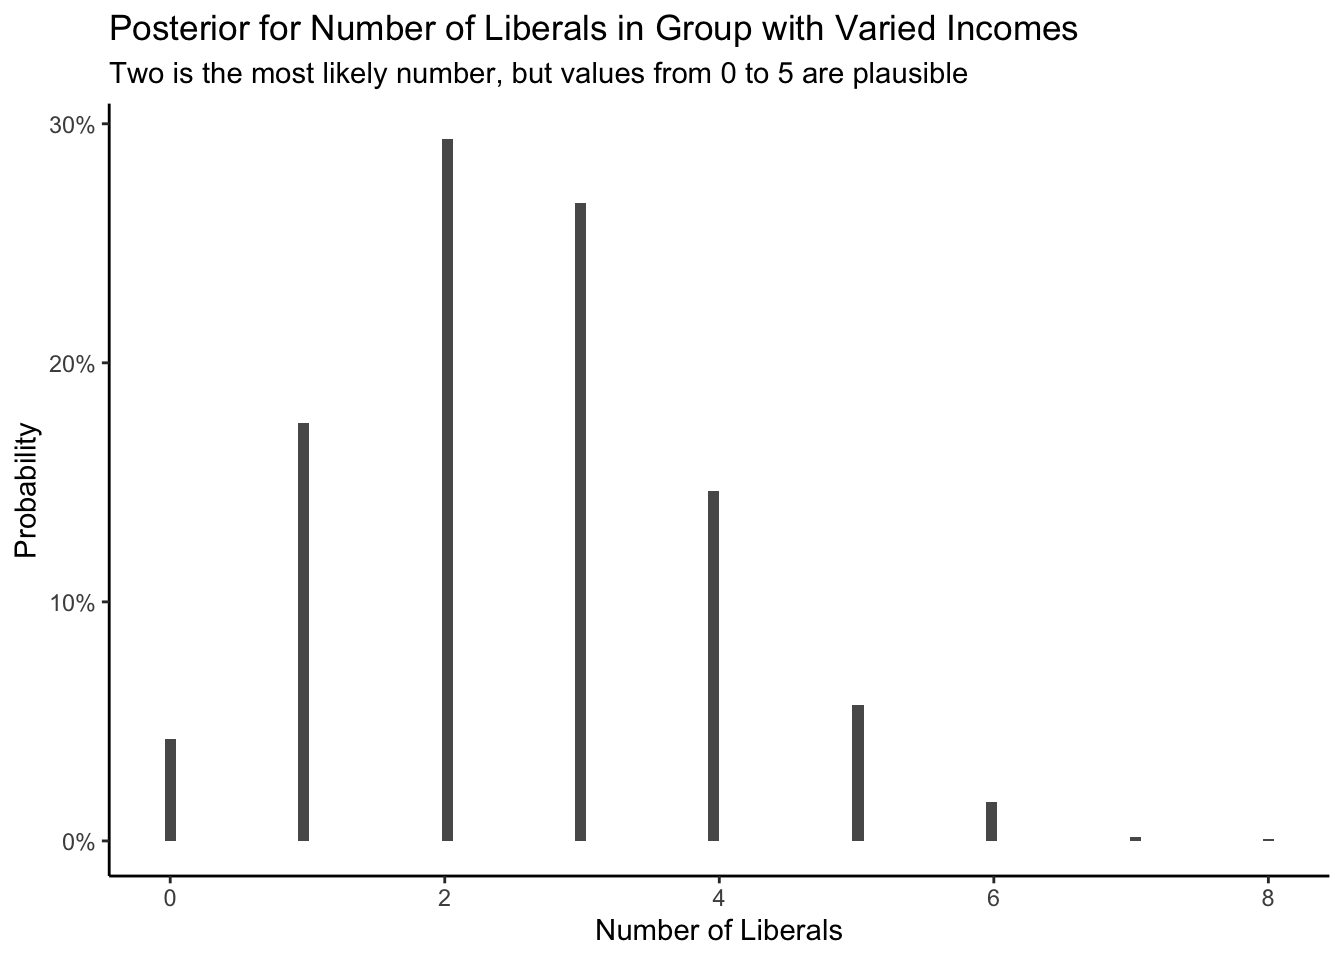 Posterior for Number of Liberals in Group with Varied Incomes
Two is the most likely number, but values from 0 to 5 are plausible
30%
20%
10%
0%
Probability
0 2 4 6 8
Number of Liberals